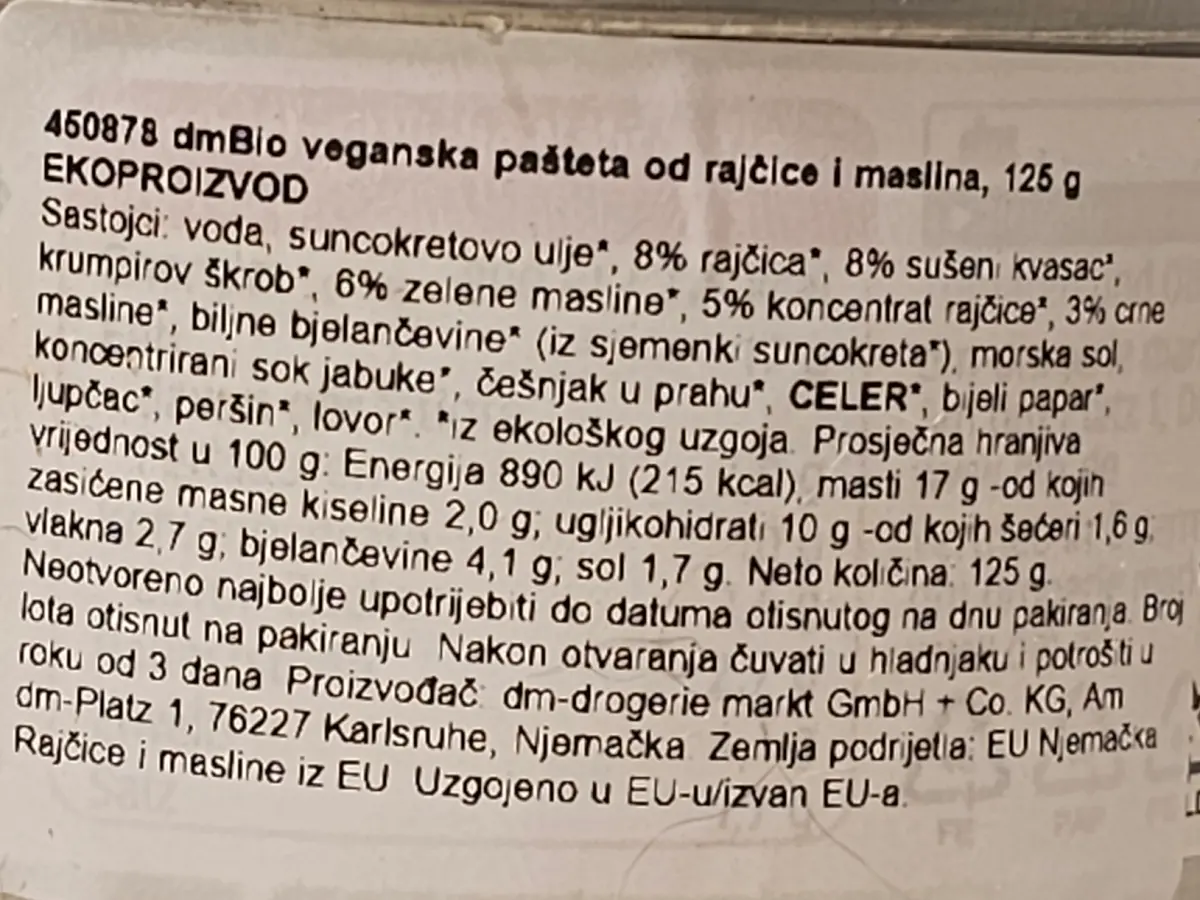 450878 dmBio veganska pašteta od rajčice i maslina, 125 g
EKOPROIZVOD
Sastojci: voda, suncokretovo ulje*, 8% rajčica*, 8% sušeni kvasac*,
krumpirov škrob*, 6% zelene masline*, 5% koncentrat rajčice*, 3% crne
masline*, biljne bjelančevine* (iz sjemenki suncokreta*), morska sol,
koncentrirani sok jabuke*, češnjak u prahu*, CELER*, bijeli papar*,
ljupčac*, peršin*, lovor*. *iz ekološkog uzgoja. Prosječna hranjiva
vrijednost u 100 g: Energija 890 kJ (215 kcal), masti 17 g -od kojih
zasićene masne kiseline 2,0 g; ugljikohidrati 10 g -od kojih šećeri 1,6 g;
vlakna 2,7 g; bjelančevine 4,1 g; sol 1,7 g. Neto količina: 125 g.
Neotvoreno najbolje upotrijebiti do datuma otisnutog na dnu pakiranja. Broj
lota otisnut na pakiranju. Nakon otvaranja čuvati u hladnjaku i potrošiti u
roku od 3 dana. Proizvođač: dm-drogerie markt GmbH + Co. KG, Am
dm-Platz 1, 76227 Karlsruhe, Njemačka. Zemlja podrijetla: EU Njemačka
Rajčice i masline iz EU. Uzgojeno u EU-u/izvan EU-a.